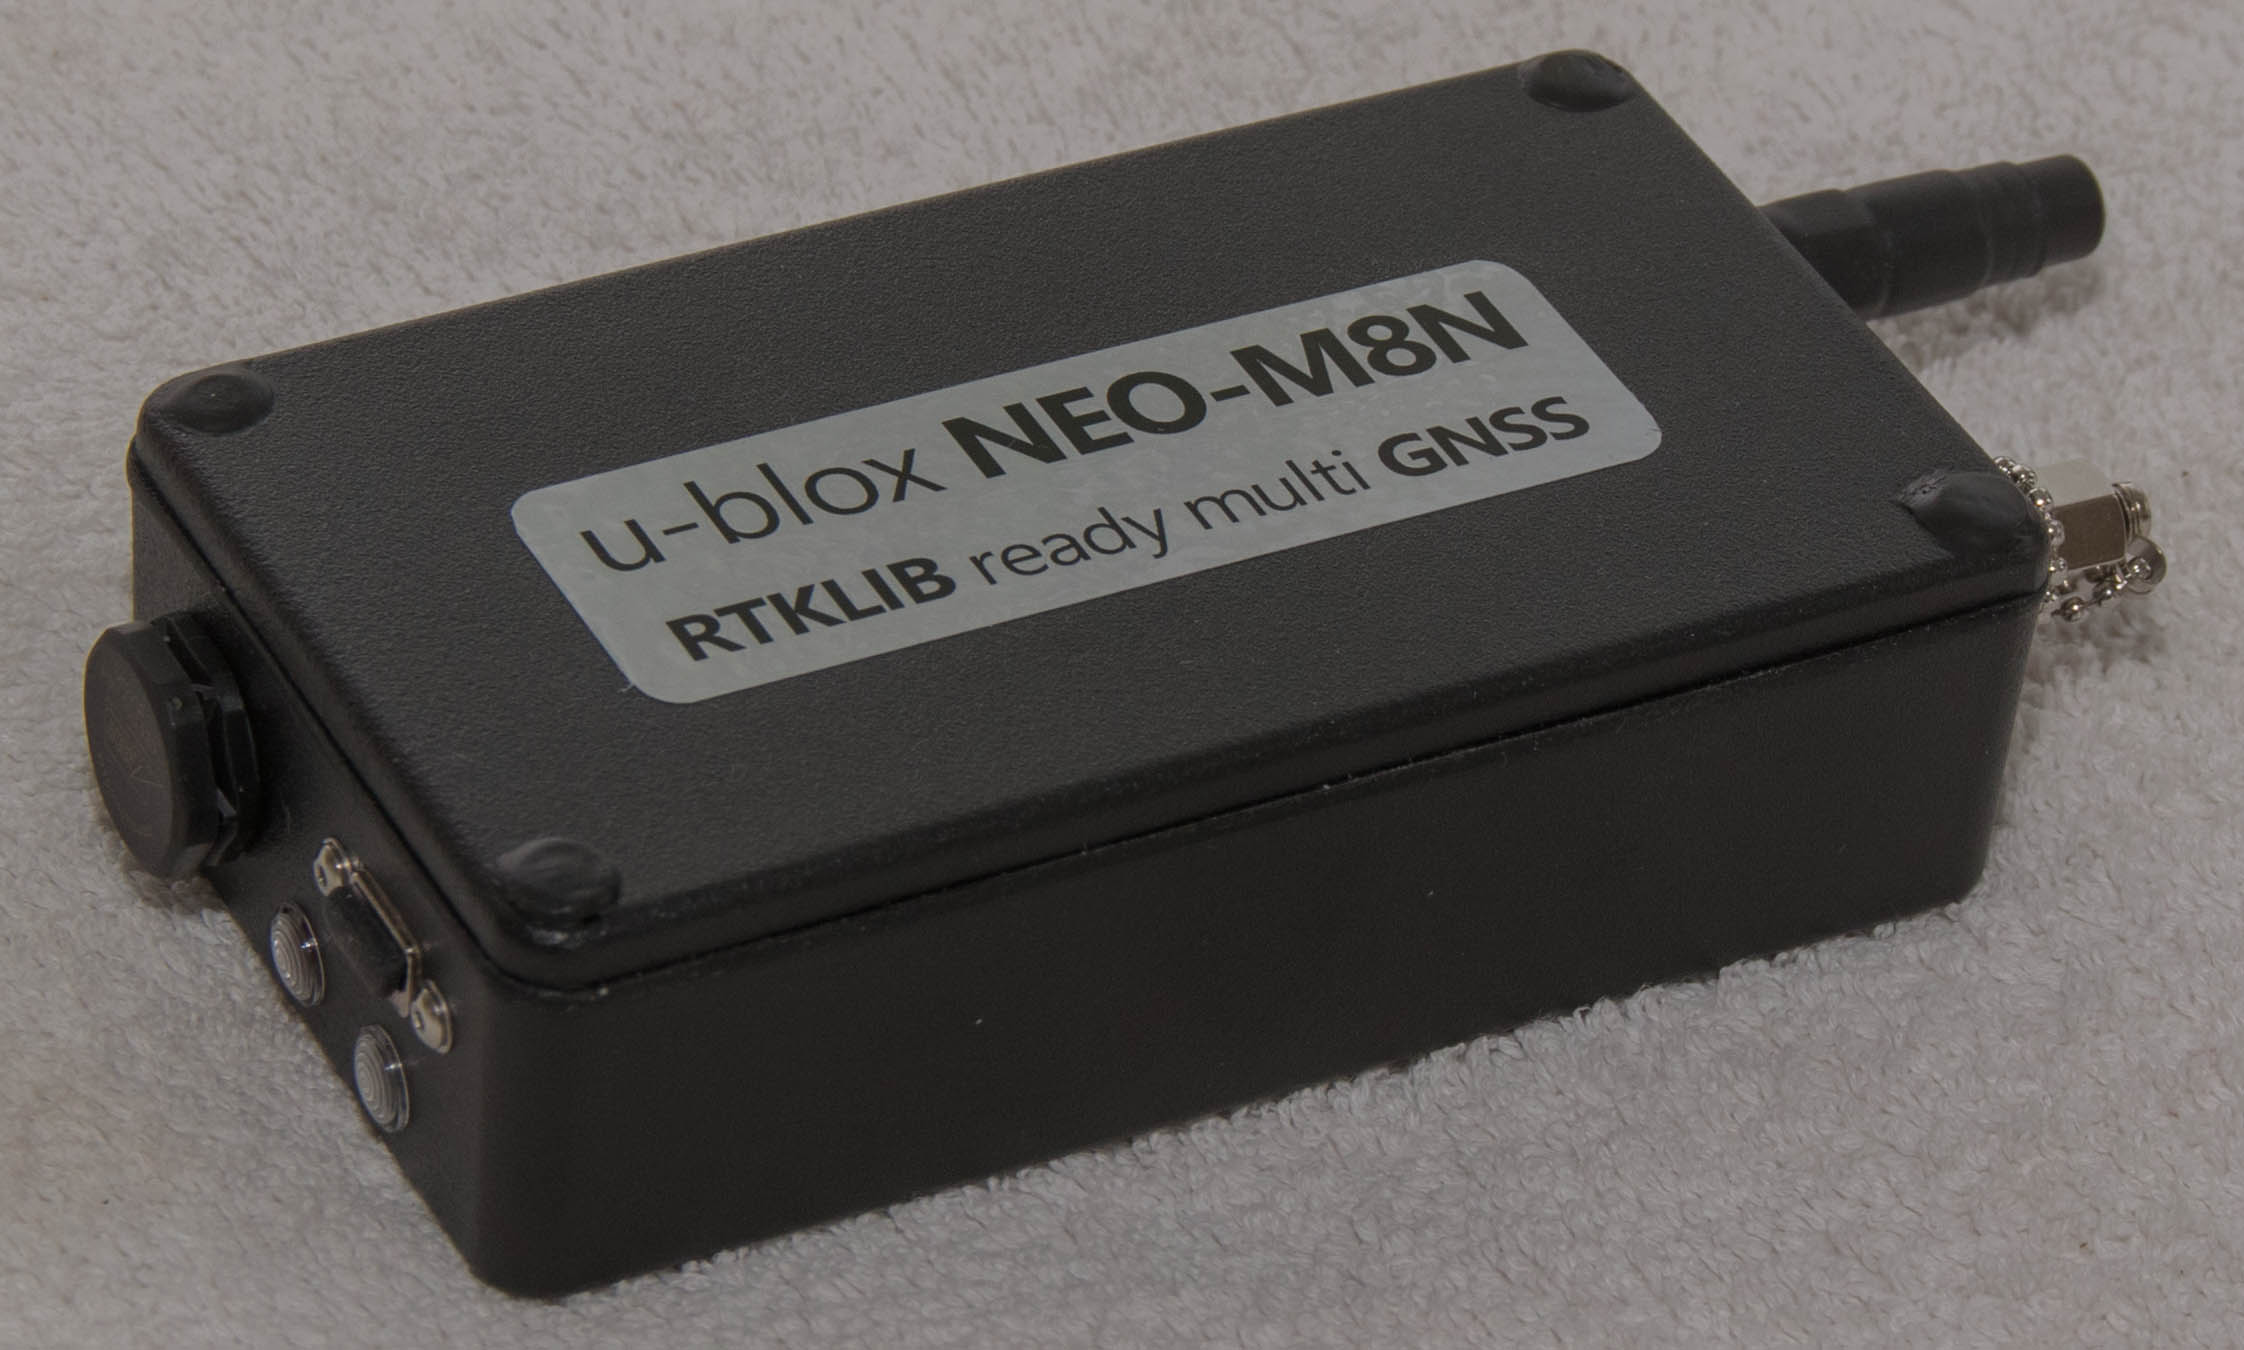 u-blox NEO-M8N
RTKLIB ready multi GNSS